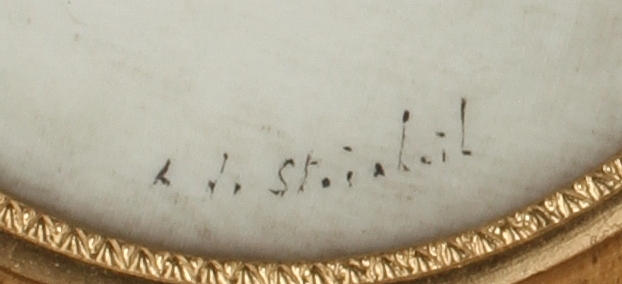 A. de Steinheil